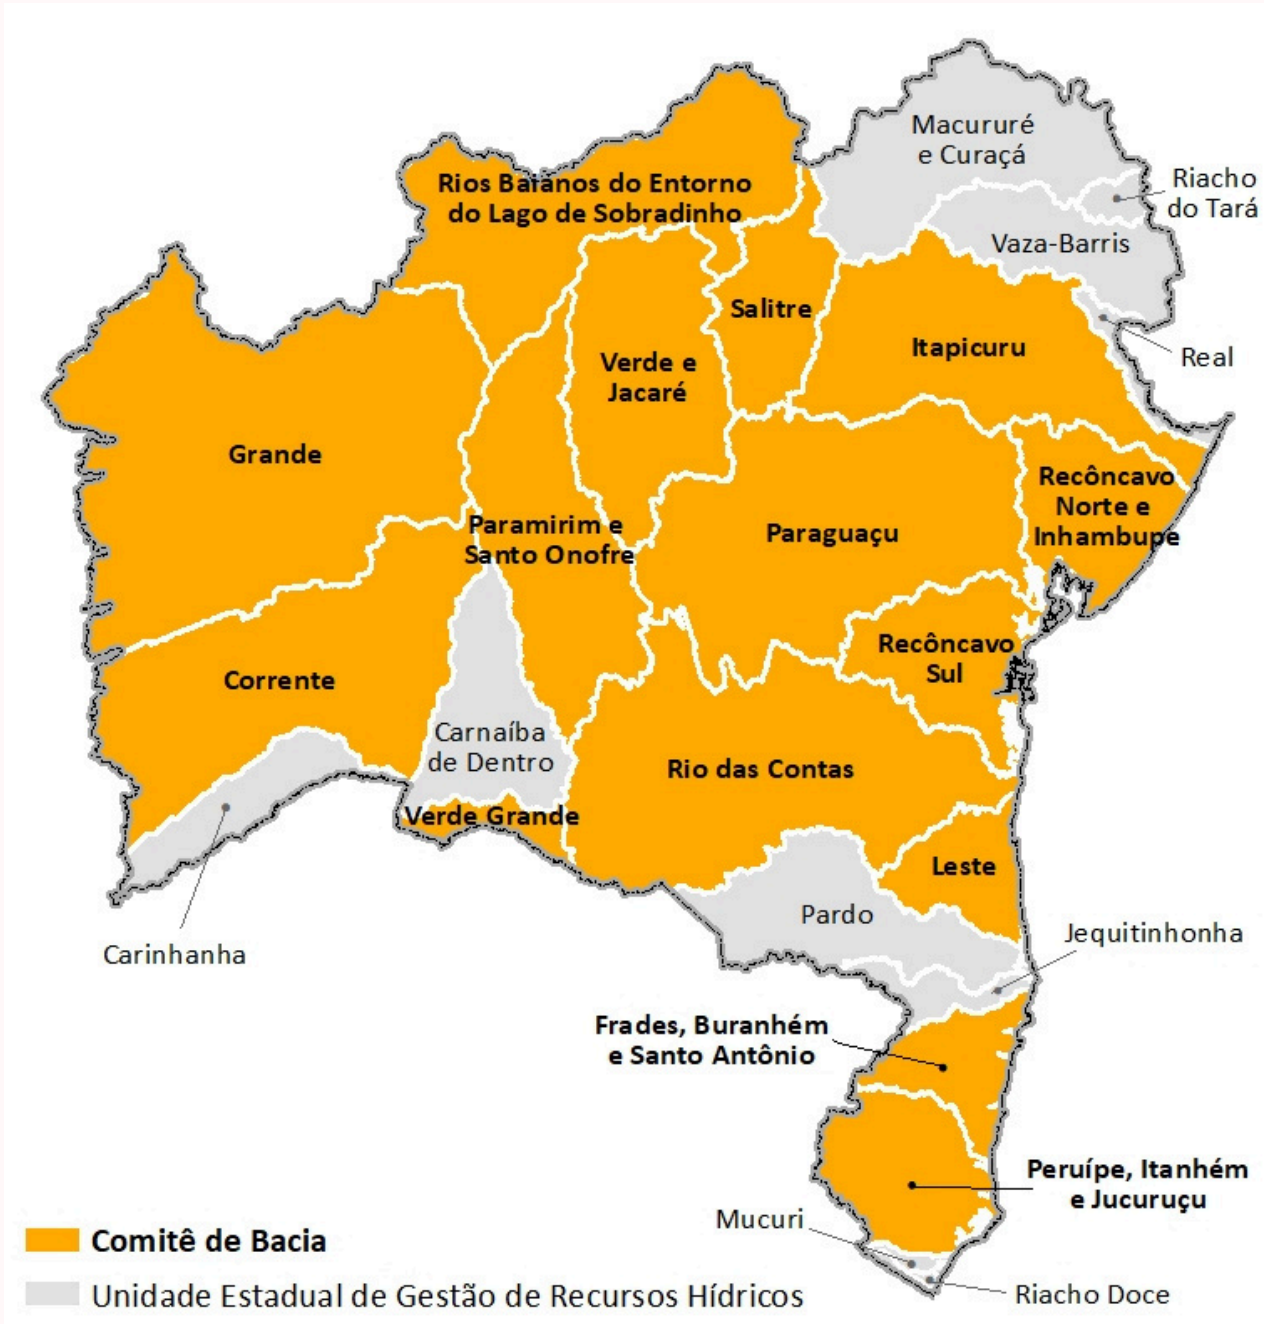 Macururé
e Curaçá
Riacho
do Tará
Rios Baianos do Entorno
do Lago de Sobradinho
Vaza-Barris
Salitre
Itapicuru
Real
Verde e
Jacaré
Grande
Recôncavo
Norte e
Inhambupe
Paramirim e
Santo Onofre
Paraguaçu
Recôncavo
Sul
Corrente
Carnaíba
de Dentro
Rio das Contas
Verde Grande
Leste
Pardo
Jequitinhonha
Carinhanha
Frades, Buranhém
e Santo Antônio
Peruípe, Itanhém
e Jucuruçu
Mucuri
Riacho Doce
Comitê de Bacia
Unidade Estadual de Gestão de Recursos Hídricos